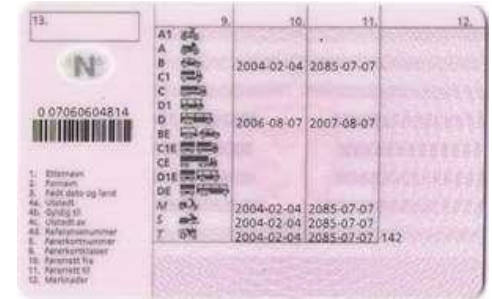 13. 9. 10. 11. 12.
A1
A
B 2004-02-04 2085-07-07
C1
C
D1
D 2006-08-07 2007-08-07
BE
C1E
CE
D1E
DE
M 2004-02-04 2085-07-07
S 2004-02-04 2085-07-07
T 2004-02-04 2085-07-07 142
N
0 07060604814
1. Etternavn
2. Fornavn
3. Født dato og land
4a. Utstedt
4b. Gyldig til
4c. Utstedt av
4d. Referansenummer
5. Førerkortnummer
9. Førerkortklasser
10. Førerrett fra
11. Førerrett til
12. Merknader